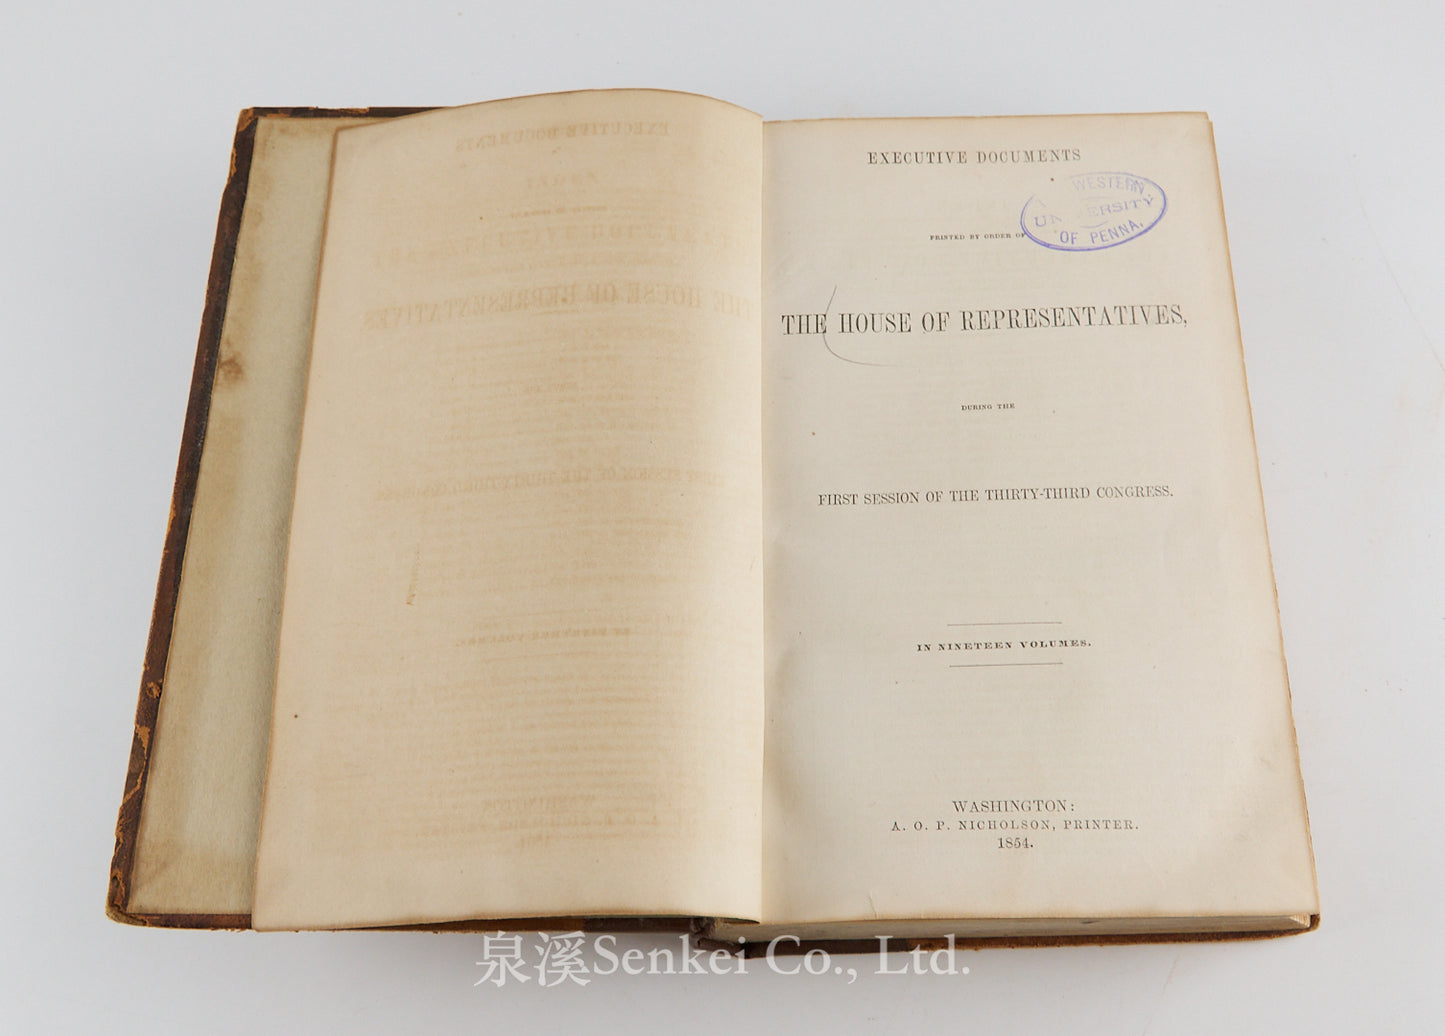 EXECUTIVE DOCUMENTS
WESTERN
UNIVERSITY
OF PENNA.
PRINTED BY ORDER OF
THE HOUSE OF REPRESENTATIVES,
DURING THE
FIRST SESSION OF THE THIRTY-THIRD CONGRESS.
IN NINETEEN VOLUMES.
WASHINGTON:
A. O. P. NICHOLSON, PRINTER.
1854.
泉溪Senkei Co., Ltd.